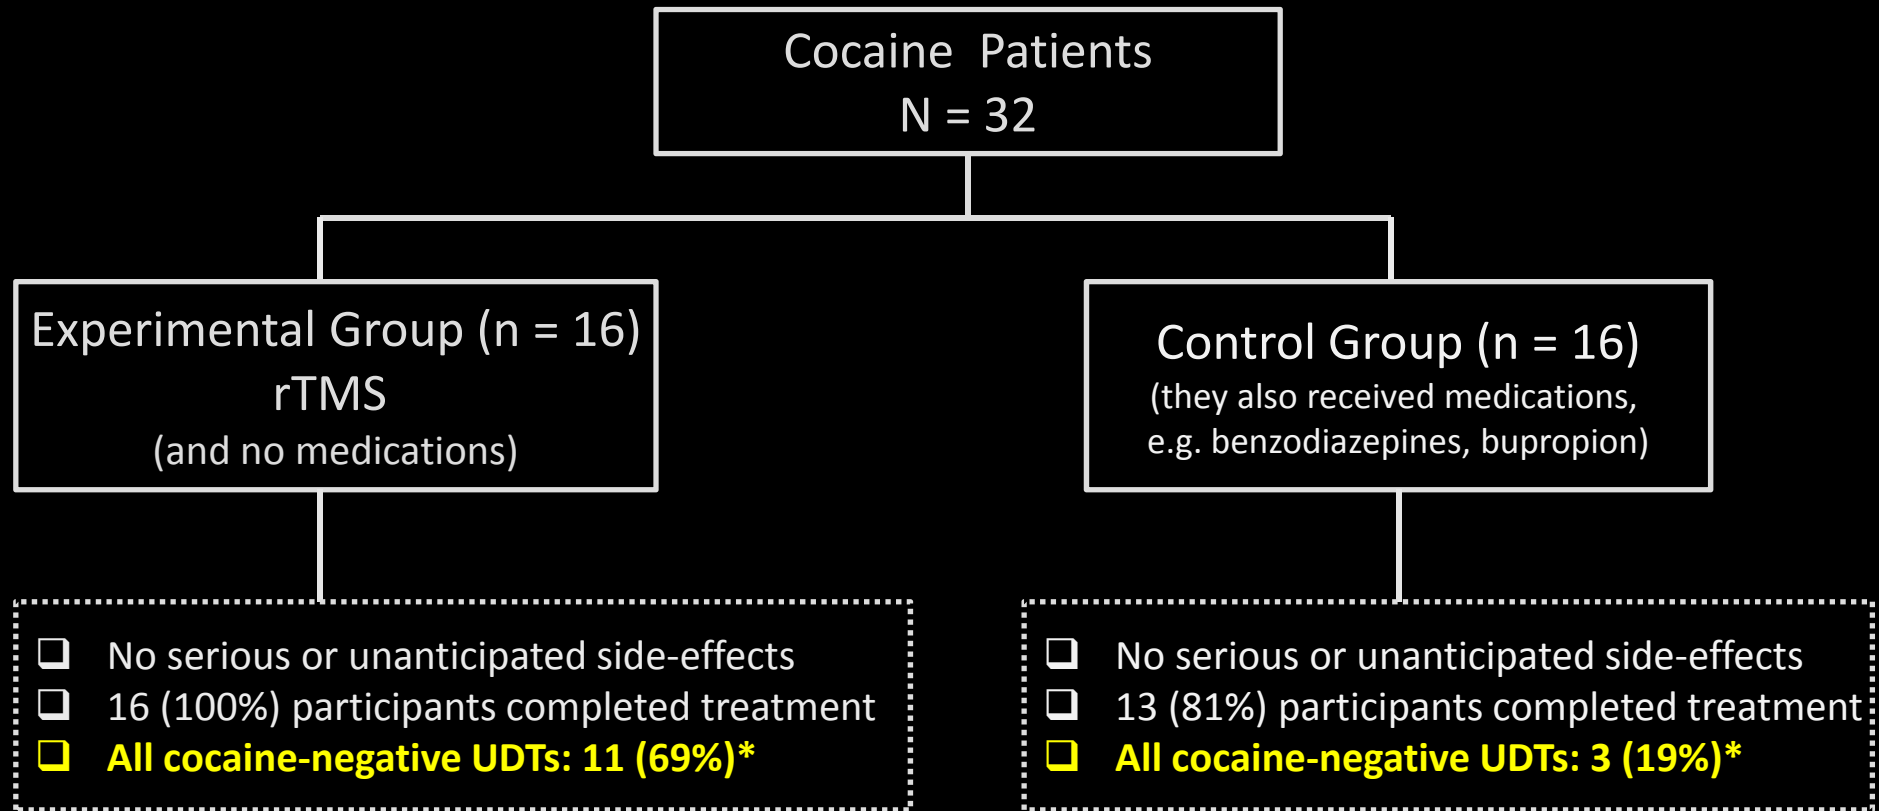 Cocaine Patients
N = 32
Experimental Group (n = 16)
rTMS
(and no medications)
Control Group (n = 16)
(they also received medications,
e.g. benzodiazepines, bupropion)
❑ No serious or unanticipated side-effects
❑ 16 (100%) participants completed treatment
❑ All cocaine-negative UDTs: 11 (69%)*
❑ No serious or unanticipated side-effects
❑ 13 (81%) participants completed treatment
❑ All cocaine-negative UDTs: 3 (19%)*